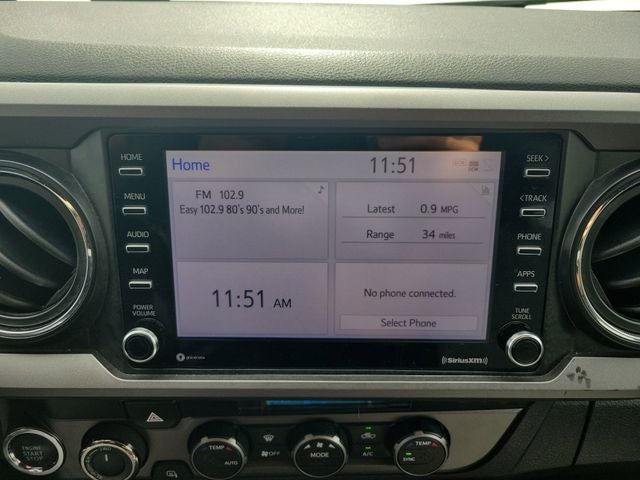 HOME
MENU
AUDIO
MAP
POWER
VOLUME
Home
11:51
FM 102.9
Easy 102.9 80's 90's and More!
Latest 0.9 MPG
Range 34 miles
11:51 AM
No phone connected.
Select Phone
SEEK >
< TRACK
PHONE
APPS
TUNE
SCROLL
((SiriusXM))
ENGINE
START
STOP
TEMP
AUTO
OFF
MODE
A/C
TEMP
SYNC